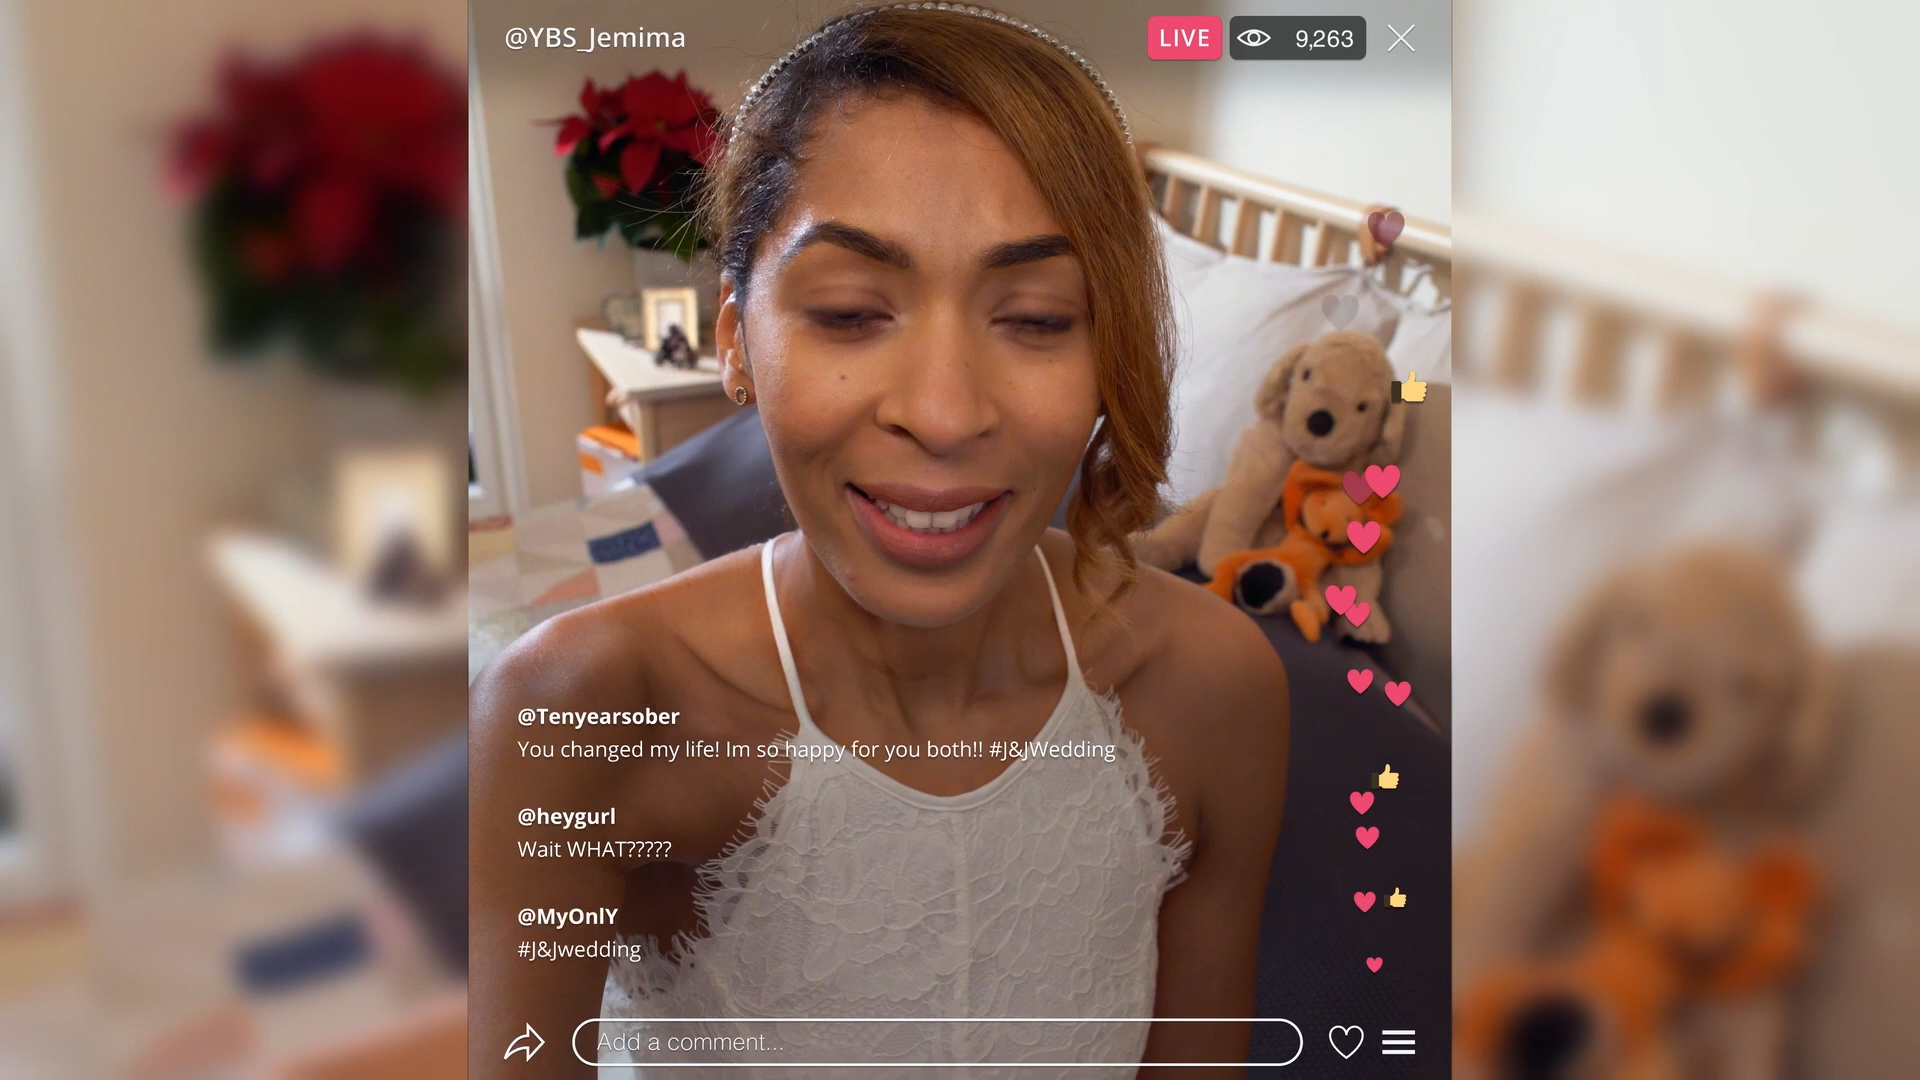 @YBS_Jemima
LIVE
9,263
@Tenyearsober
You changed my life! Im so happy for you both!! #J&JWedding
@heygurl
Wait WHAT?????
@MyOnlY
#J&Jwedding
Add a comment...